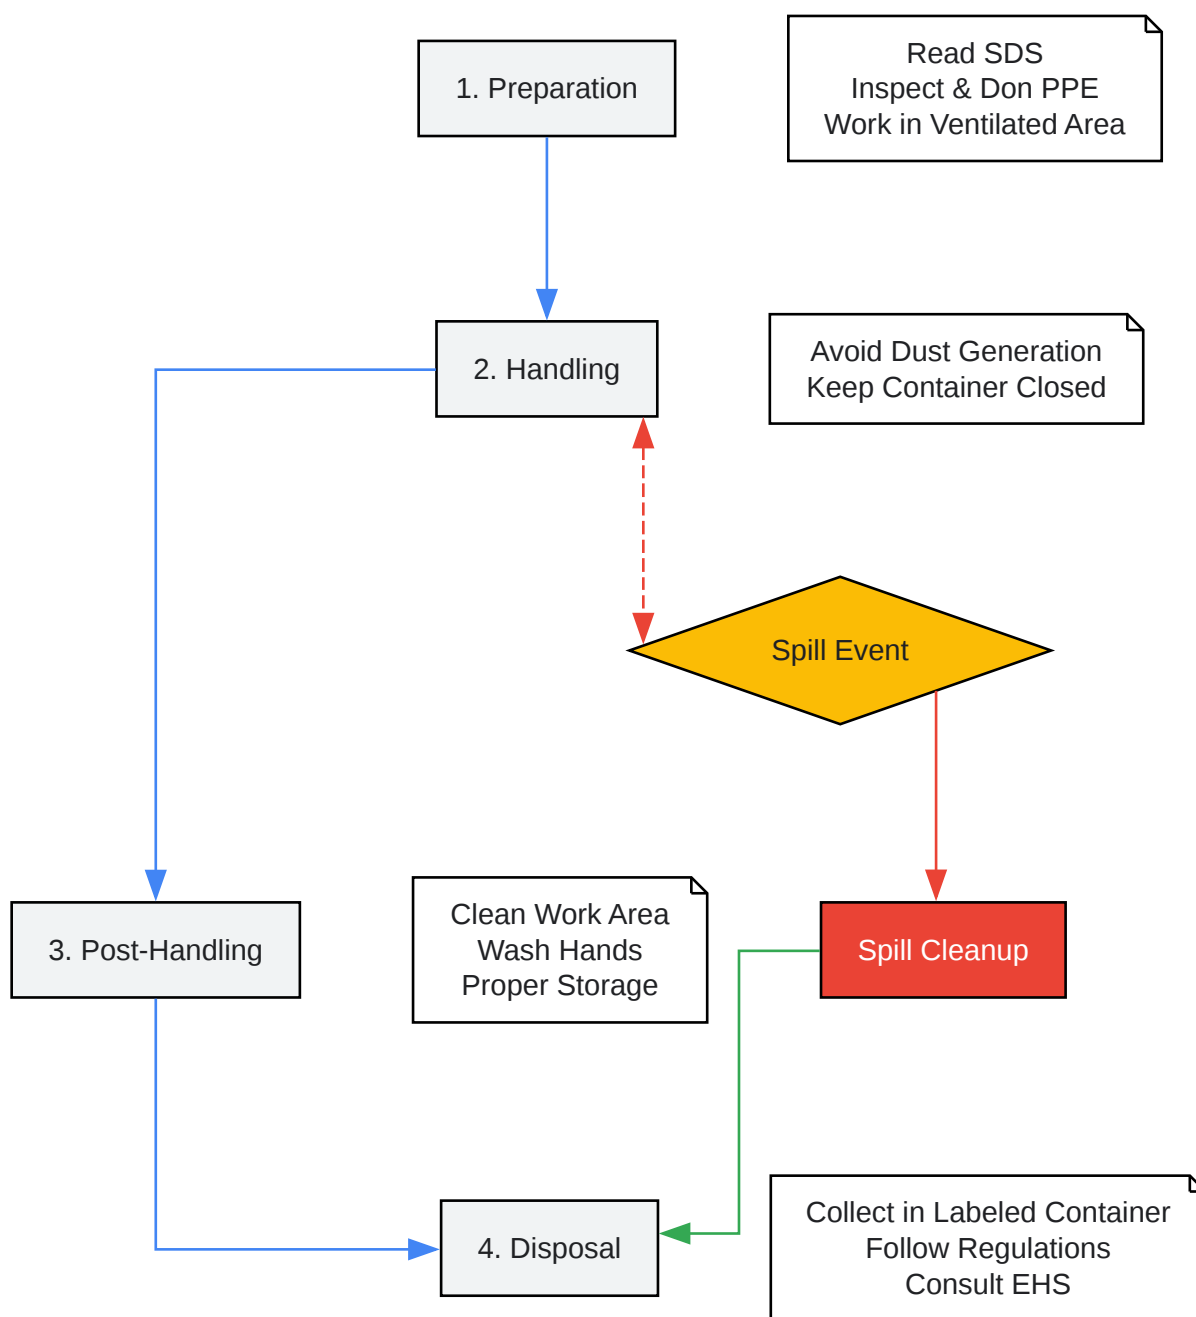 1. Preparation
Read SDS
Inspect & Don PPE
Work in Ventilated Area
2. Handling
Avoid Dust Generation
Keep Container Closed
Spill Event
3. Post-Handling
Clean Work Area
Wash Hands
Proper Storage
Spill Cleanup
4. Disposal
Collect in Labeled Container
Follow Regulations
Consult EHS